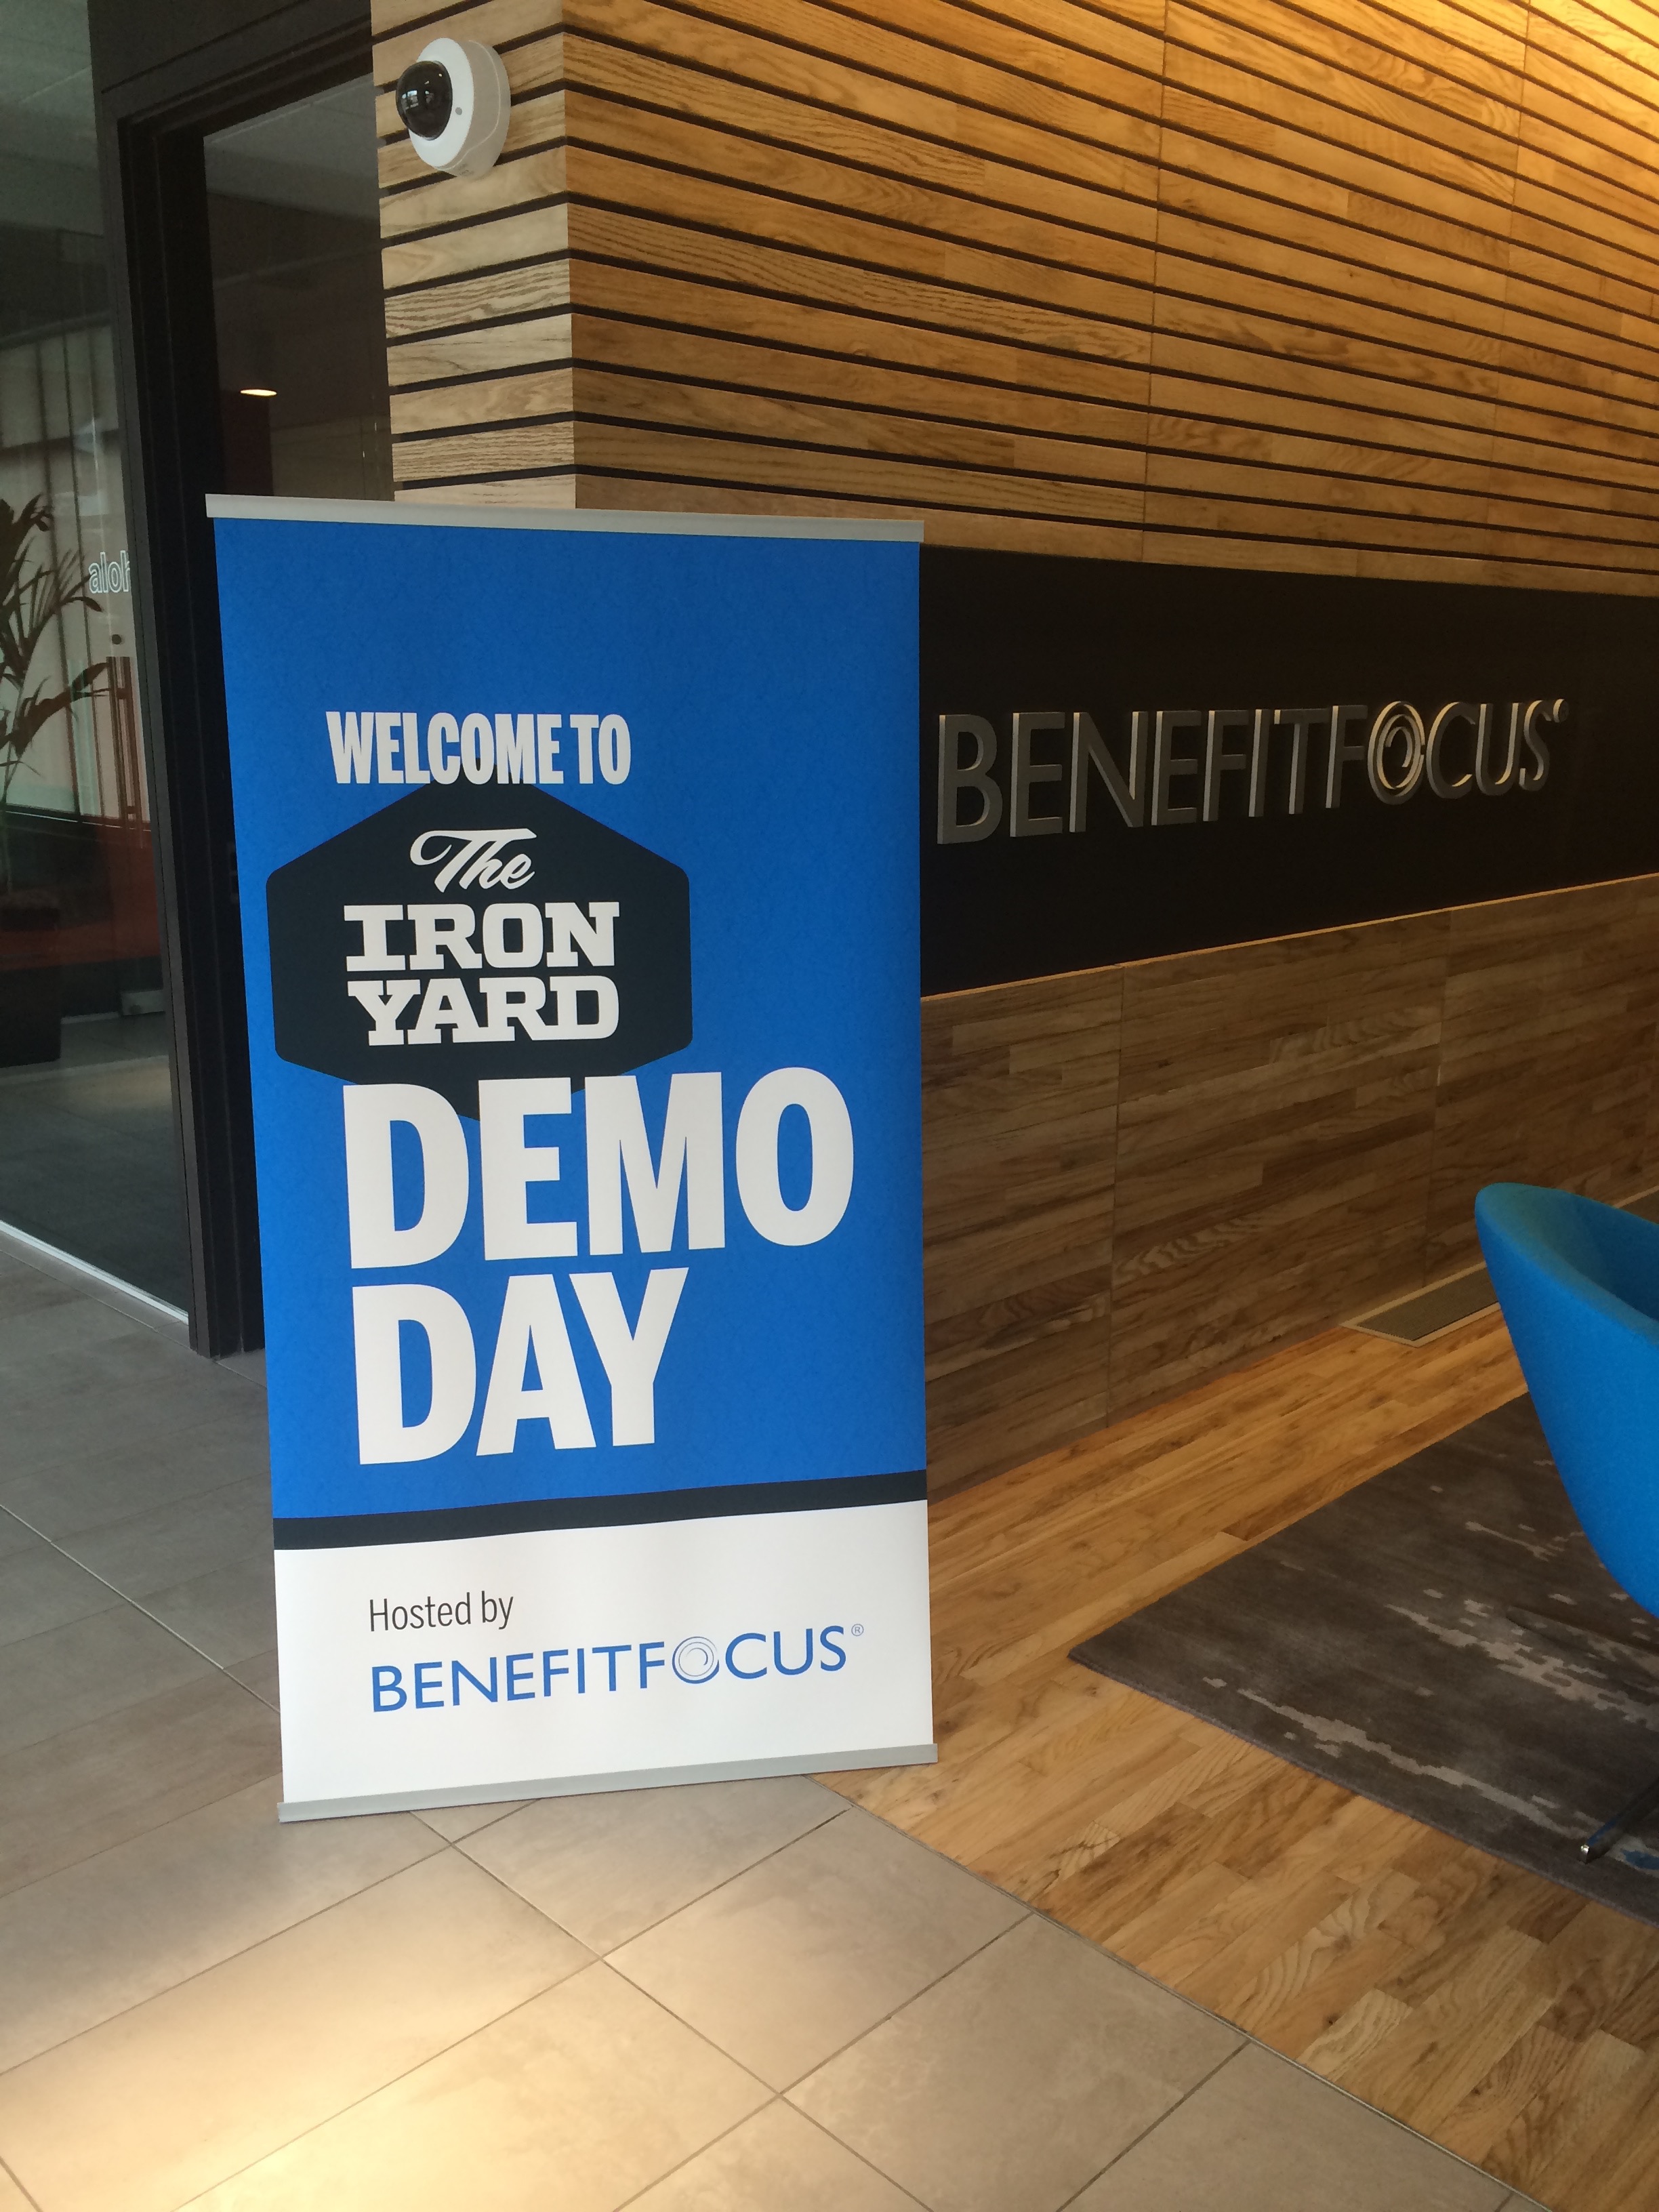 WELCOME TO
The
IRON
YARD
DEMO
DAY
Hosted by
BENEFITFOCUS®
BENEFITFOCUS®